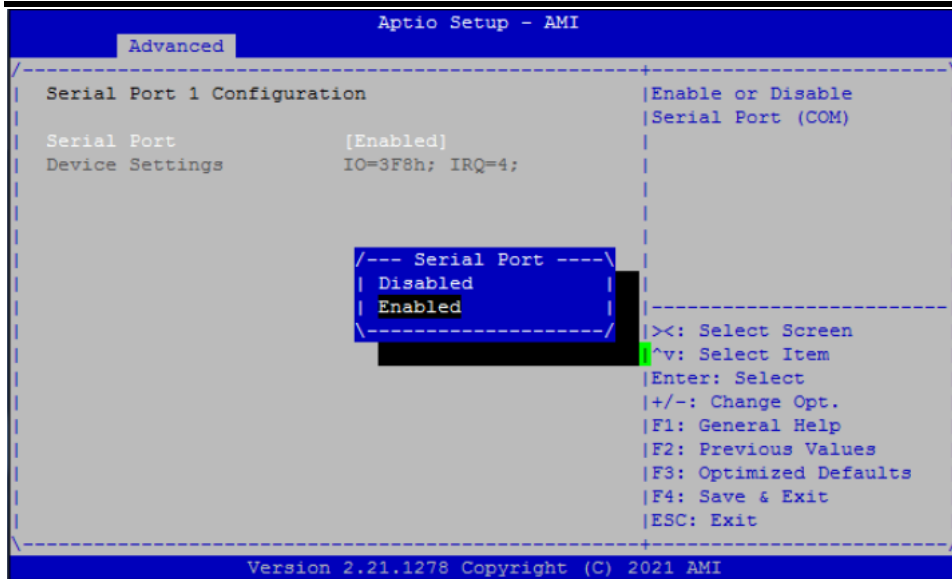 Aptio Setup - AMI
Advanced
Serial Port 1 Configuration
Serial Port [Enabled]
Device Settings IO=3F8h; IRQ=4;
/--- Serial Port ----\
Disabled
Enabled
Enable or Disable
Serial Port (COM)
><: Select Screen
^v: Select Item
Enter: Select
+/-: Change Opt.
F1: General Help
F2: Previous Values
F3: Optimized Defaults
F4: Save & Exit
ESC: Exit
Version 2.21.1278 Copyright (C) 2021 AMI